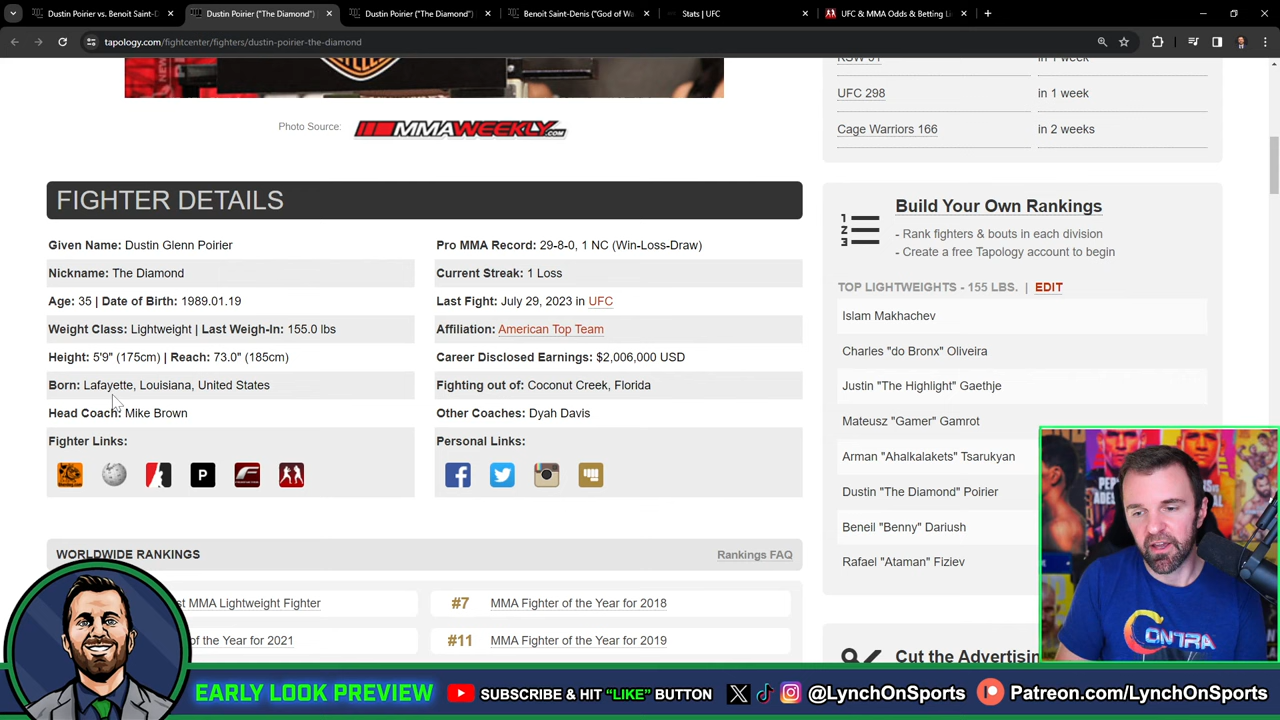 Dustin Poirier vs. Benoit Saint-D
Dustin Poirier ("The Diamond")
Dustin Poirier ("The Diamond")
Benoit Saint-Denis ("God of Wa
Stats | UFC
UFC & MMA Odds & Betting Li
tapology.com/fightcenter/fighters/dustin-poirier-the-diamond
Photo Source:
MMAWEEKLY.COM
KSW 91
in 1 week
UFC 298
in 1 week
Cage Warriors 166
in 2 weeks
FIGHTER DETAILS
Given Name: Dustin Glenn Poirier
Pro MMA Record: 29-8-0, 1 NC (Win-Loss-Draw)
Nickname: The Diamond
Current Streak: 1 Loss
Age: 35 | Date of Birth: 1989.01.19
Last Fight: July 29, 2023 in UFC
Weight Class: Lightweight | Last Weigh-In: 155.0 lbs
Affiliation: American Top Team
Height: 5'9" (175cm) | Reach: 73.0" (185cm)
Career Disclosed Earnings: $2,006,000 USD
Born: Lafayette, Louisiana, United States
Fighting out of: Coconut Creek, Florida
Head Coach: Mike Brown
Other Coaches: Dyah Davis
Fighter Links:
Personal Links:
P
Build Your Own Rankings
- Rank fighters & bouts in each division
- Create a free Tapology account to begin
TOP LIGHTWEIGHTS - 155 LBS. | EDIT
Islam Makhachev
Charles "do Bronx" Oliveira
Justin "The Highlight" Gaethje
Mateusz "Gamer" Gamrot
Arman "Ahalkalakets" Tsarukyan
Dustin "The Diamond" Poirier
Beneil "Benny" Dariush
Rafael "Ataman" Fiziev
WORLDWIDE RANKINGS
Rankings FAQ
st MMA Lightweight Fighter
#7 MMA Fighter of the Year for 2018
of the Year for 2021
#11 MMA Fighter of the Year for 2019
Cut the Advertisin
CONTRA
EARLY LOOK PREVIEW
SUBSCRIBE & HIT “LIKE” BUTTON
@LynchOnSports
Patreon.com/LynchOnSports